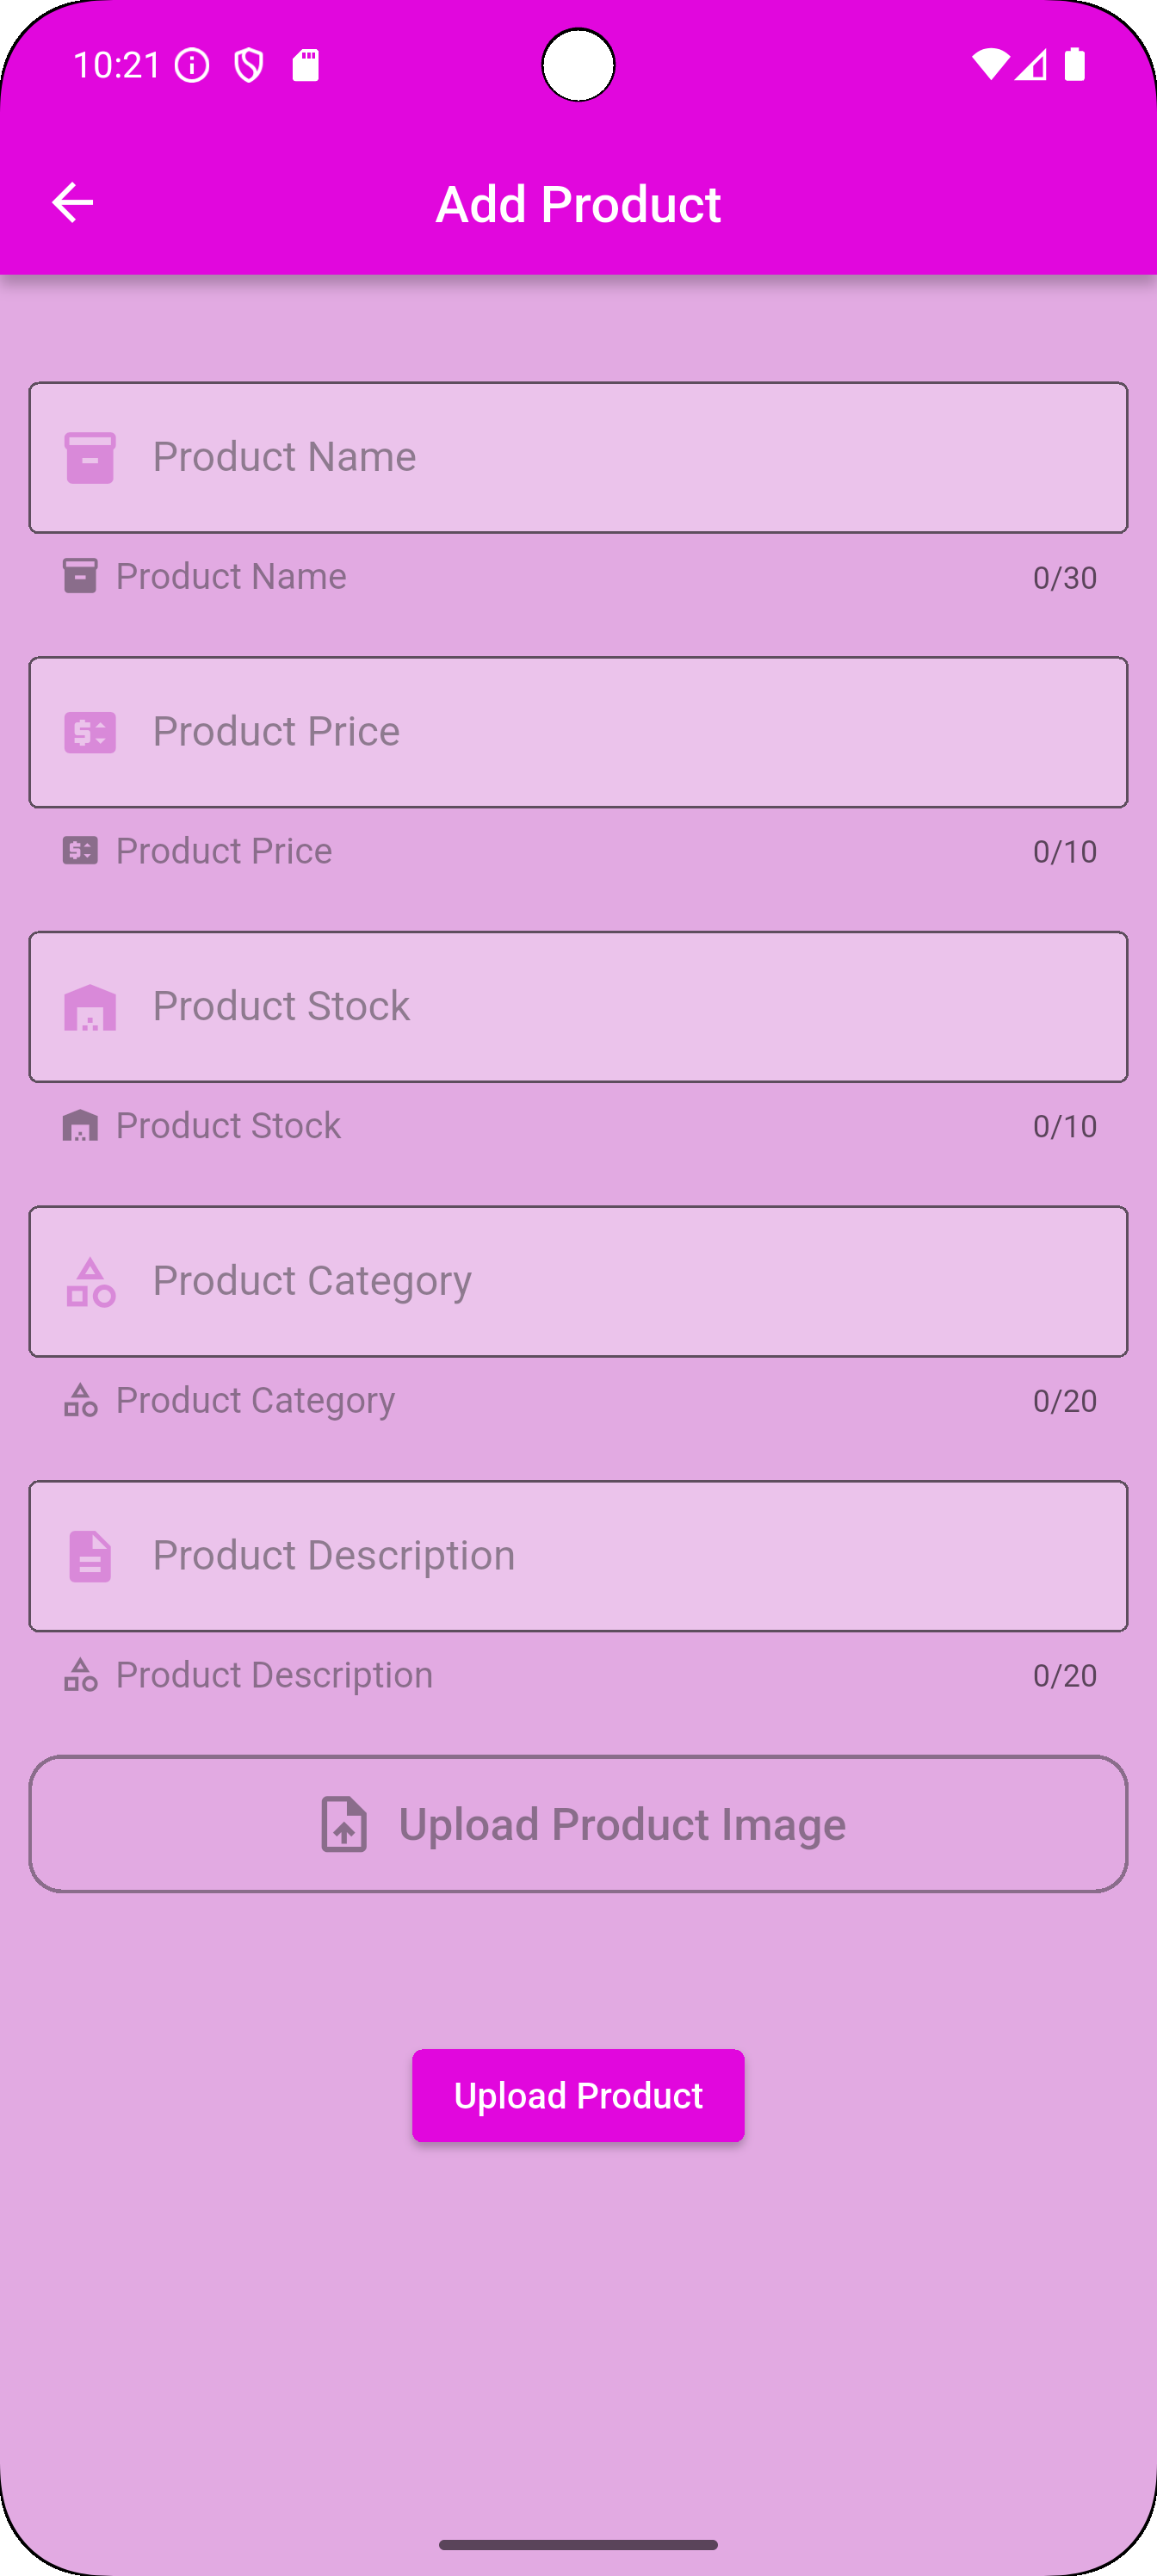 10:21
Add Product
Product Name
Product Name 0/30
Product Price
Product Price 0/10
Product Stock
Product Stock 0/10
Product Category
Product Category 0/20
Product Description
Product Description 0/20
Upload Product Image
Upload Product